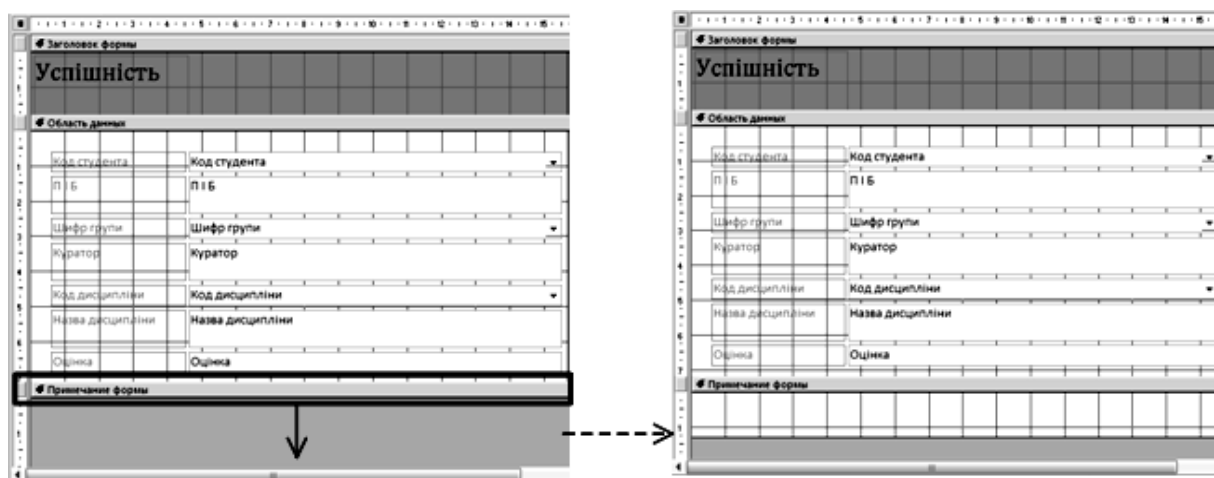 Заголовок формы
Успішність
Область данных
Код студента Код студента
П І Б П І Б
Шифр групи Шифр групи
Куратор Куратор
Код дисципліни Код дисципліни
Назва дисципліни Назва дисципліни
Оцінка Оцінка
Примечание формы
Заголовок формы
Успішність
Область данных
Код студента Код студента
П І Б П І Б
Шифр групи Шифр групи
Куратор Куратор
Код дисципліни Код дисципліни
Назва дисципліни Назва дисципліни
Оцінка Оцінка
Примечание формы